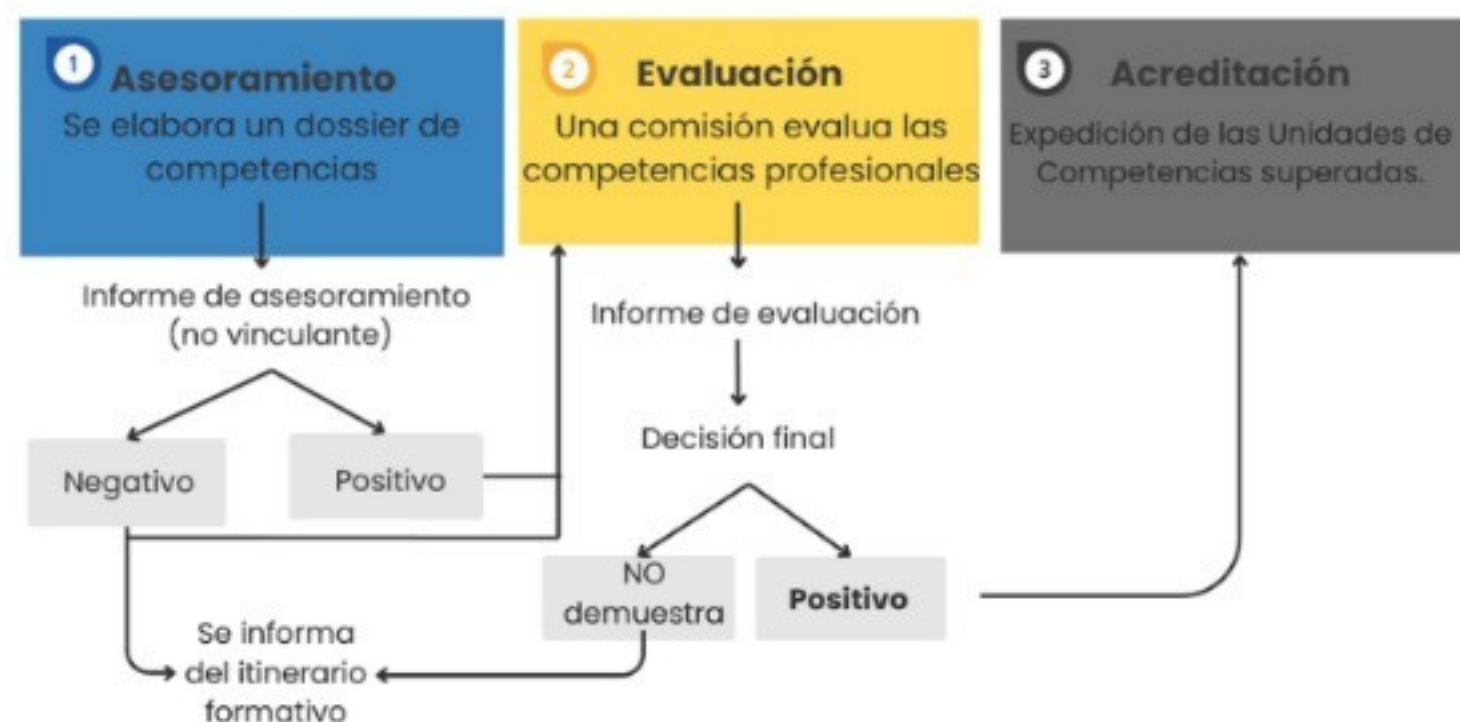 1
Asesoramiento
Se elabora un dossier de
competencias
Informe de asesoramiento
(no vinculante)
Negativo
Positivo
2
Evaluación
Una comisión evalua las
competencias profesionales
Informe de evaluación
Decisión final
NO
demuestra
Positivo
Se informa
del itinerario
formativo
3
Acreditación
Expedición de las Unidades de
Competencias superadas.